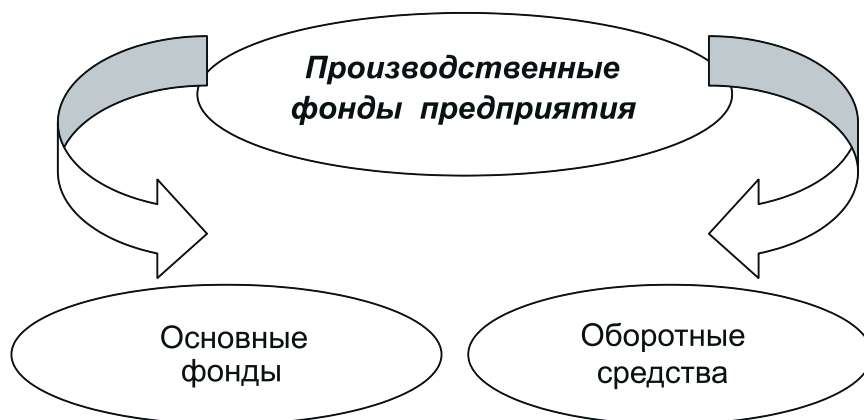 Производственные
фонды предприятия
Основные
фонды
Оборотные
средства